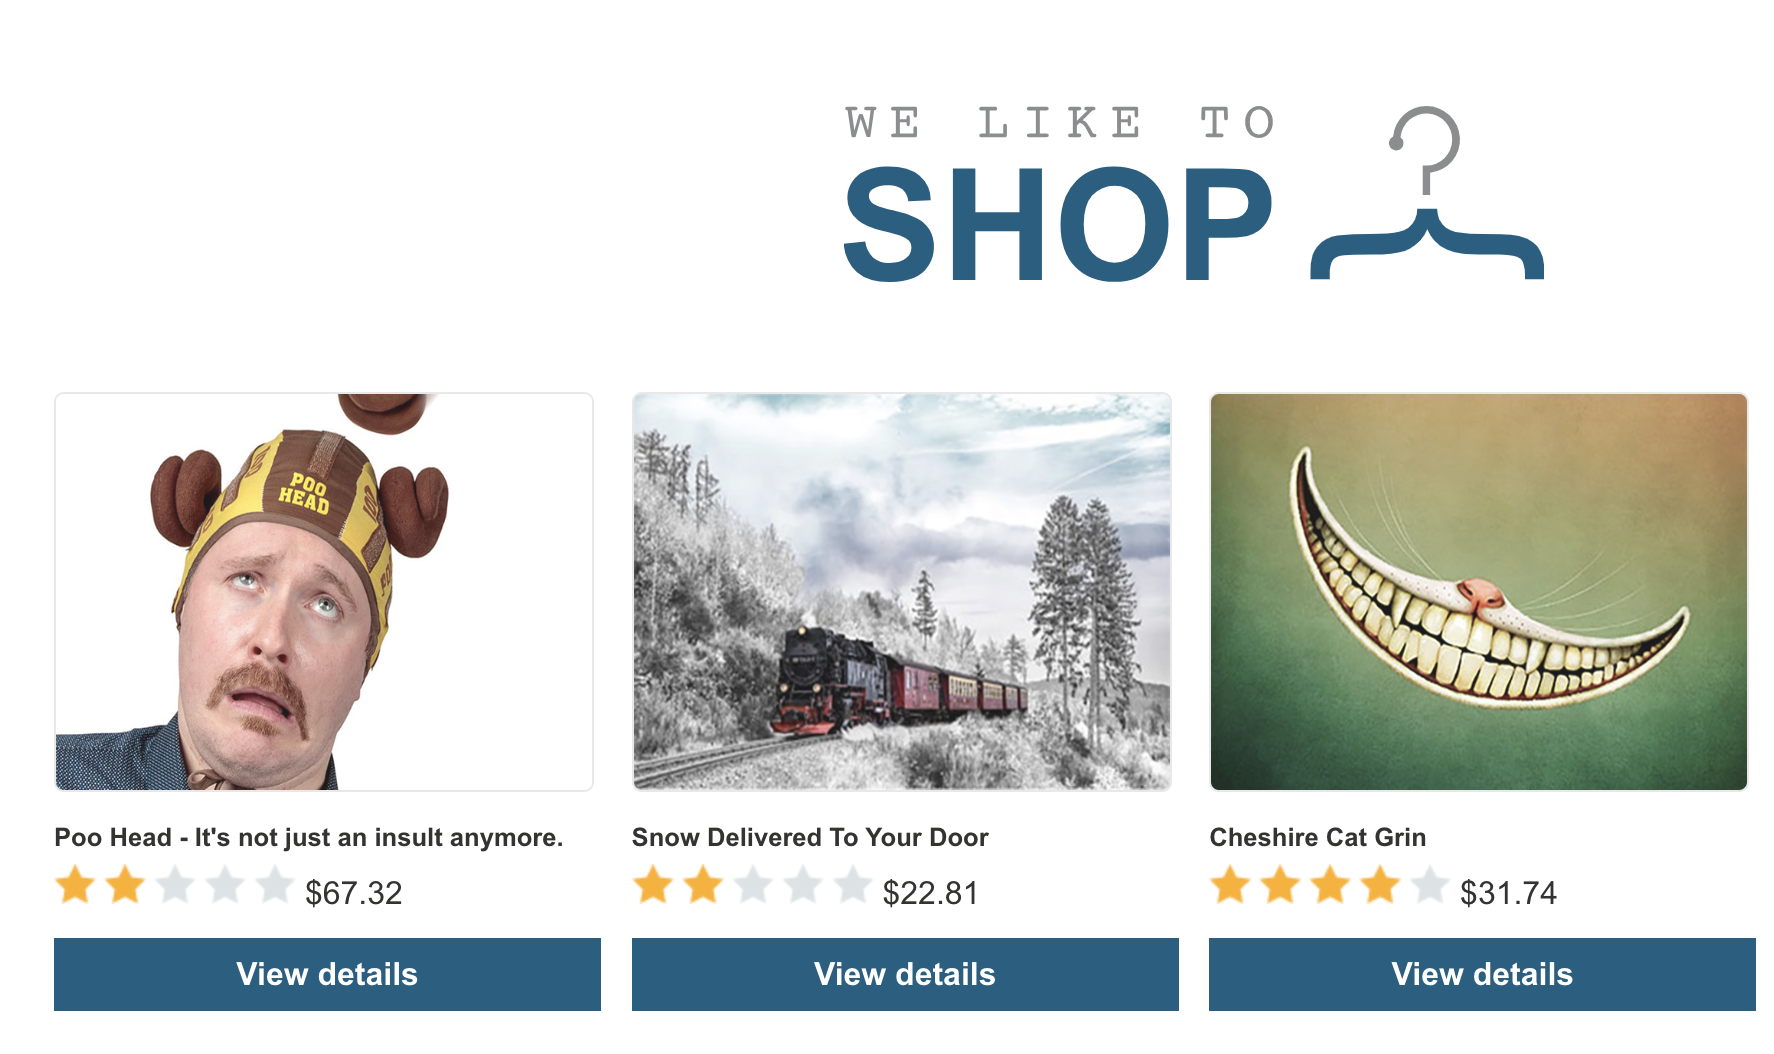 WE LIKE TO
SHOP
POO
HEAD
Poo Head - It's not just an insult anymore.
Snow Delivered To Your Door
Cheshire Cat Grin
$67.32
$22.81
$31.74
View details
View details
View details